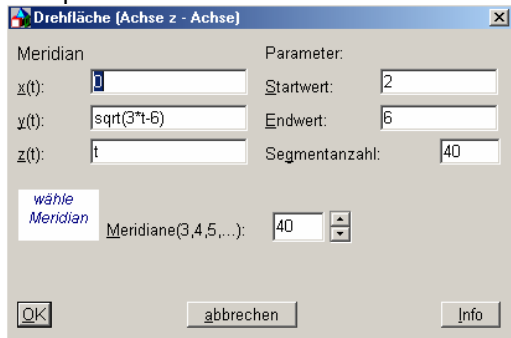 Drehfläche (Achse z - Achse)
Meridian
Parameter:
x(t): 0
Startwert: 2
y(t): sqrt(3*t-6)
Endwert: 6
z(t): t
Segmentanzahl: 40
wähle
Meridian
Meridiane(3,4,5,...): 40
OK
abbrechen
Info